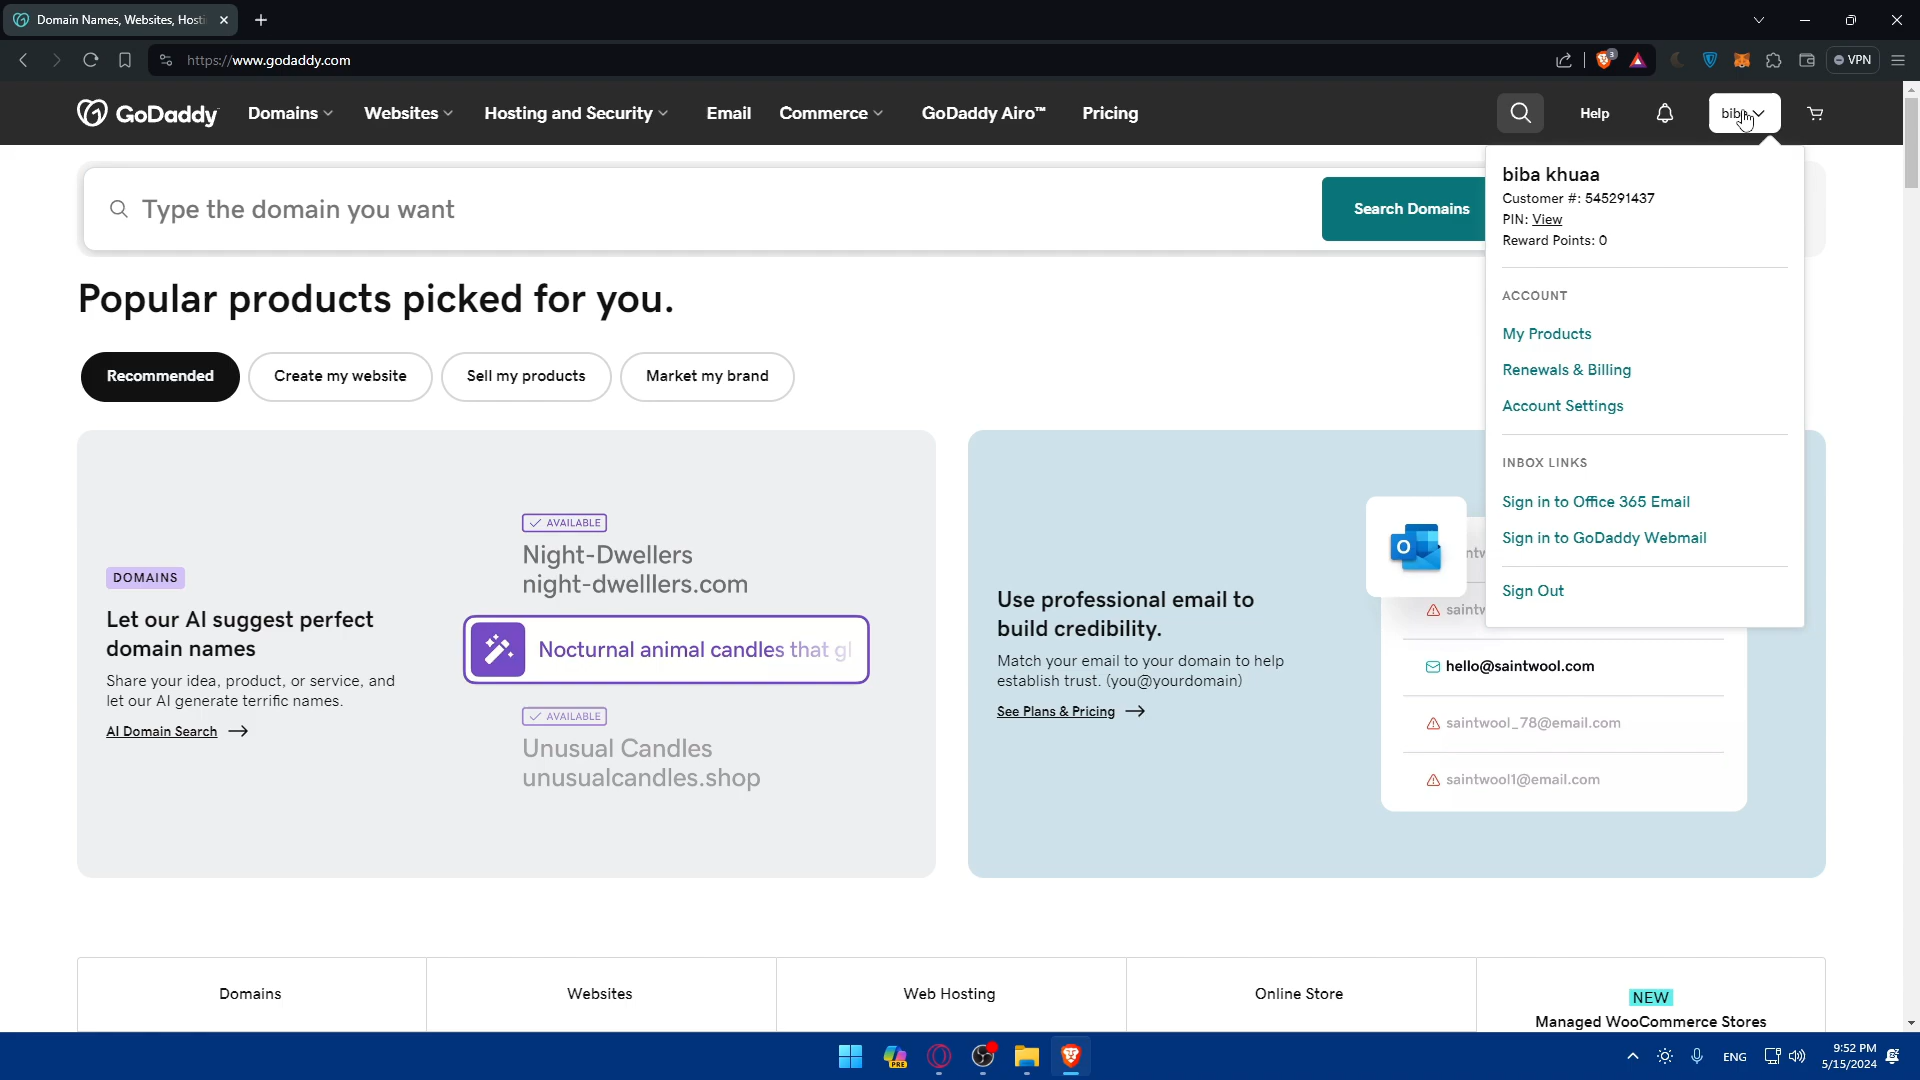 Domain Names, Websites, Hosti
https://www.godaddy.com
3
VPN
GoDaddy
Domains
Websites
Hosting and Security
Email
Commerce
GoDaddy Airo™
Pricing
Help
biba khuaa
Customer #: 545291437
PIN: View
Reward Points: 0
ACCOUNT
My Products
Renewals & Billing
Account Settings
INBOX LINKS
Sign in to Office 365 Email
Sign in to GoDaddy Webmail
Sign Out
Type the domain you want
Search Domains
Popular products picked for you.
Recommended
Create my website
Sell my products
Market my brand
DOMAINS
Let our AI suggest perfect
domain names
Share your idea, product, or service, and
let our AI generate terrific names.
AI Domain Search
AVAILABLE
Night-Dwellers
night-dwelllers.com
Nocturnal animal candles that gl
AVAILABLE
Unusual Candles
unusualcandles.shop
Use professional email to
build credibility.
Match your email to your domain to help
establish trust. (you@yourdomain)
See Plans & Pricing
hello@saintwool.com
saintwool_78@email.com
saintwool1@email.com
Domains
Websites
Web Hosting
Online Store
NEW
Managed WooCommerce Stores
PRE
ENG
9:52 PM
5/15/2024